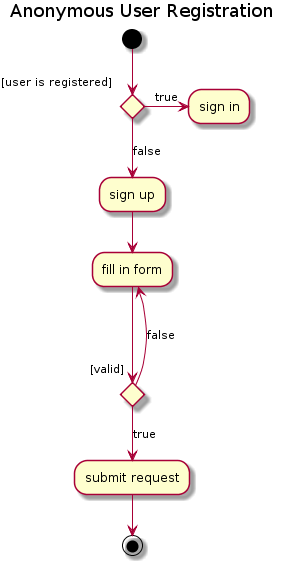 Anonymous User Registration
[user is registered]
true
sign in
false
sign up
fill in form
false
[valid]
true
submit request